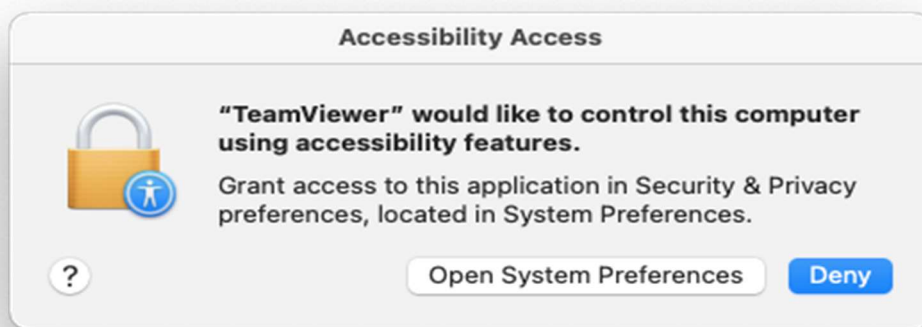 Accessibility Access
“TeamViewer” would like to control this computer
using accessibility features.
Grant access to this application in Security & Privacy
preferences, located in System Preferences.
? Open System Preferences Deny